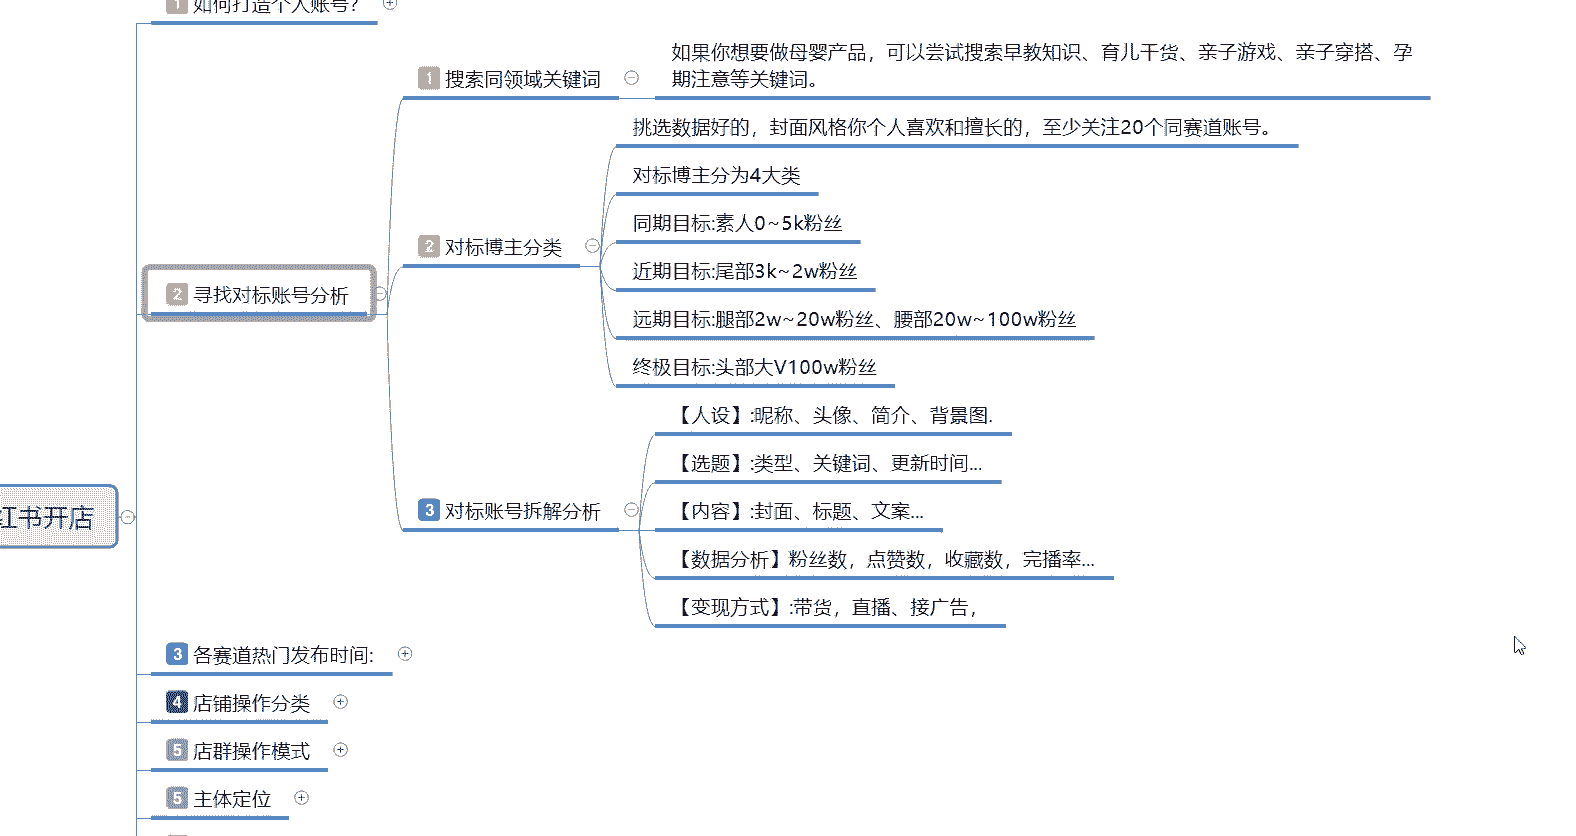 1 如何打造个人账号？
1 搜索同领域关键词
如果你想要做母婴产品，可以尝试搜索早教知识、育儿干货、亲子游戏、亲子穿搭、孕
期注意等关键词。
2 对标博主分类
挑选数据好的，封面风格你个人喜欢和擅长的，至少关注20个同赛道账号。
对标博主分为4大类
同期目标:素人0~5k粉丝
近期目标:尾部3k~2w粉丝
远期目标:腿部2w~20w粉丝、腰部20w~100w粉丝
终极目标:头部大V100w粉丝
2 寻找对标账号分析
3 对标账号拆解分析
【人设】:昵称、头像、简介、背景图.
【选题】:类型、关键词、更新时间...
【内容】:封面、标题、文案...
【数据分析】粉丝数，点赞数，收藏数，完播率...
【变现方式】:带货，直播、接广告，
红书开店
3 各赛道热门发布时间:
4 店铺操作分类
5 店群操作模式
5 主体定位